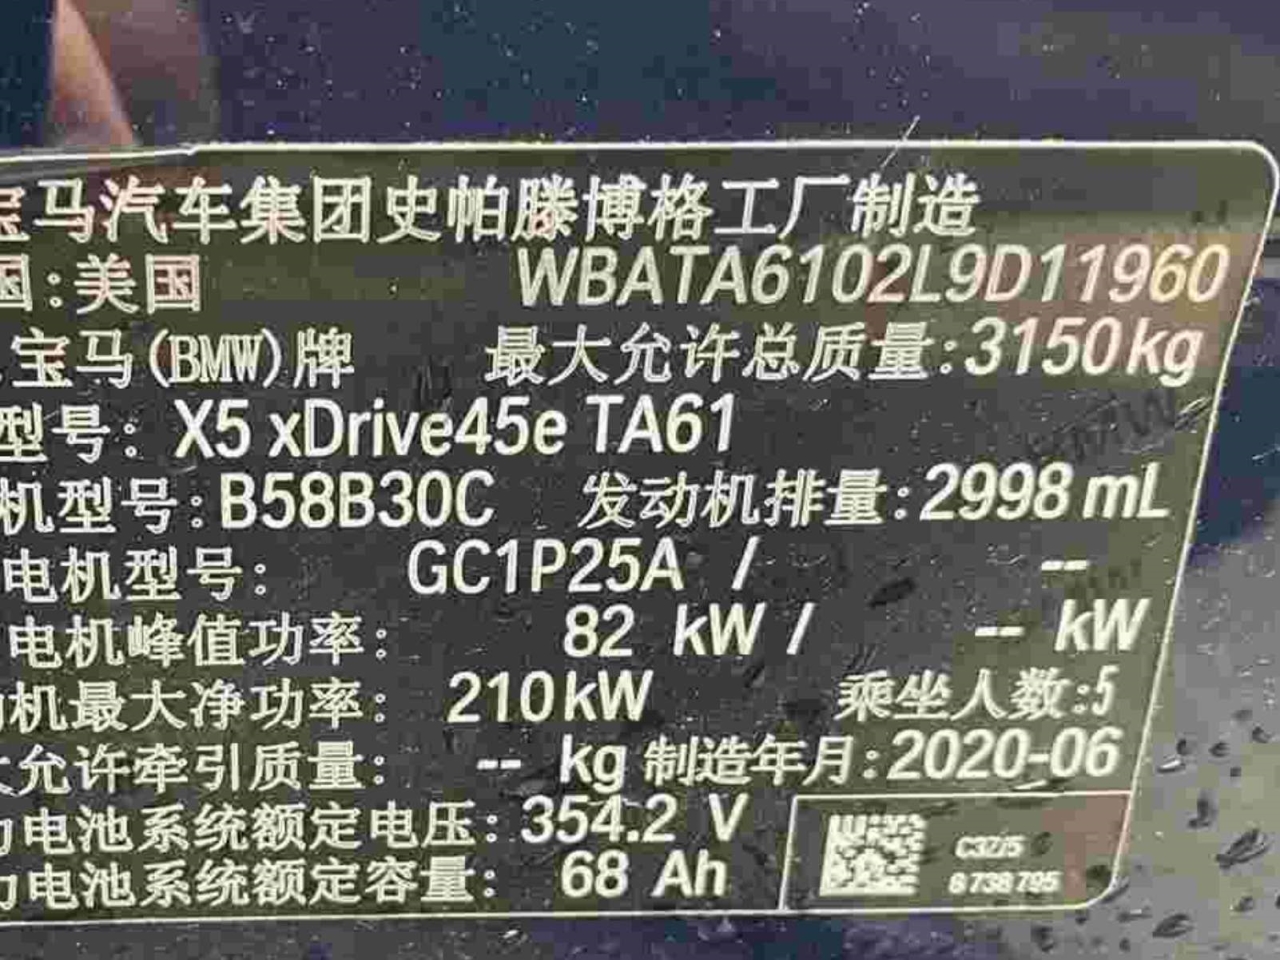 宝马汽车集团史帕滕博格工厂制造
国:美国 WBATA6102L9D11960
宝马(BMW)牌 最大允许总质量:3150kg
型号: X5 xDrive45e TA61
机型号:B58B30C 发动机排量:2998 mL
电机型号: GC1P25A / --
电机峰值功率: 82 kW / -- kW
机最大净功率: 210kW 乘坐人数:5
允许牵引质量: -- kg 制造年月:2020-06
电池系统额定电压: 354.2 V
电池系统额定容量: 68 Ah
8 738 795